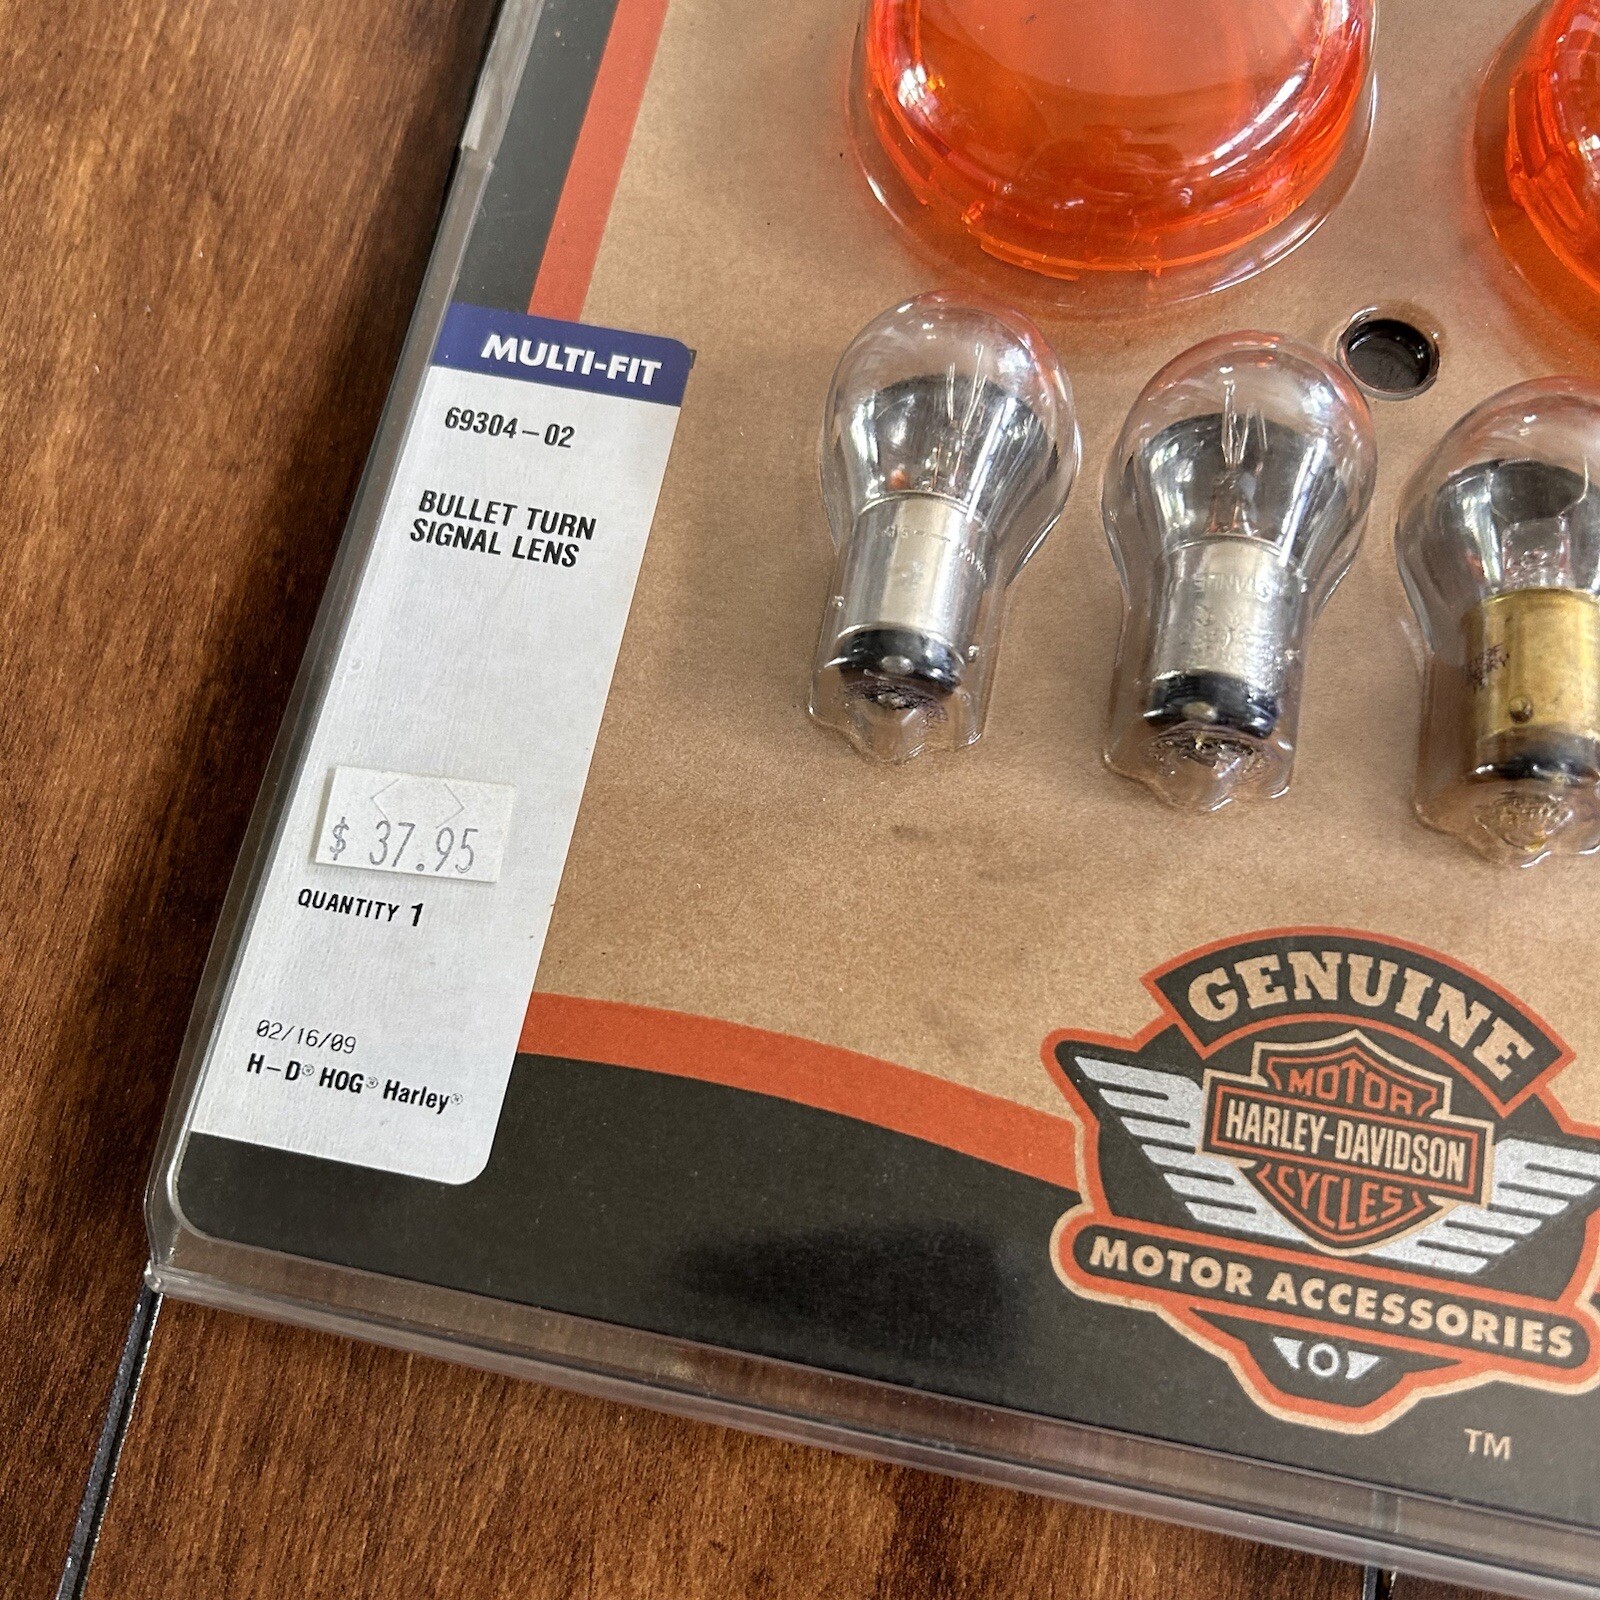 MULTI-FIT
69304-02
BULLET TURN
SIGNAL LENS
$ 37.95
QUANTITY 1
02/16/09
H-D® HOG® Harley®
GENUINE
MOTOR
HARLEY-DAVIDSON
CYCLES
MOTOR ACCESSORIES
TM